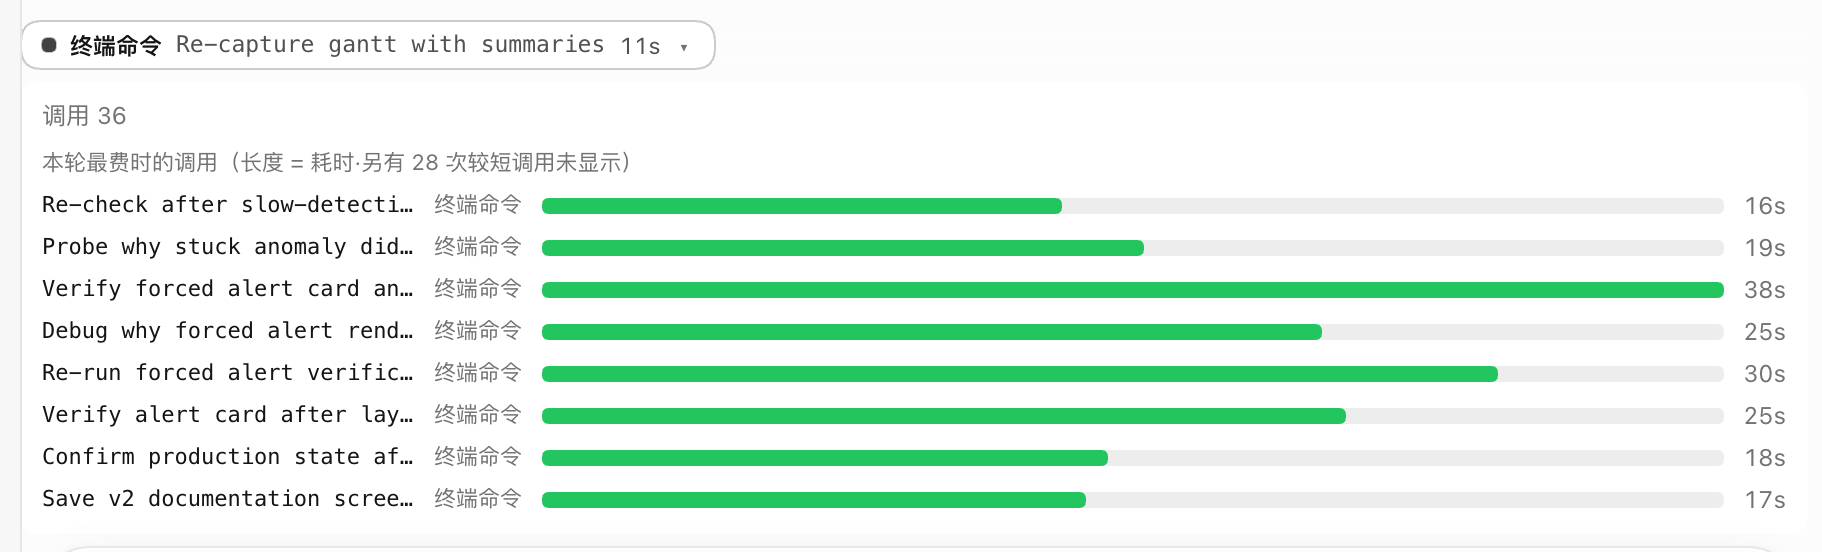 终端命令 Re-capture gantt with summaries 11s ▾
调用 36
本轮最费时的调用（长度 = 耗时·另有 28 次较短调用未显示）
Re-check after slow-detecti… 终端命令 16s
Probe why stuck anomaly did… 终端命令 19s
Verify forced alert card an… 终端命令 38s
Debug why forced alert rend… 终端命令 25s
Re-run forced alert verific… 终端命令 30s
Verify alert card after lay… 终端命令 25s
Confirm production state af… 终端命令 18s
Save v2 documentation scree… 终端命令 17s